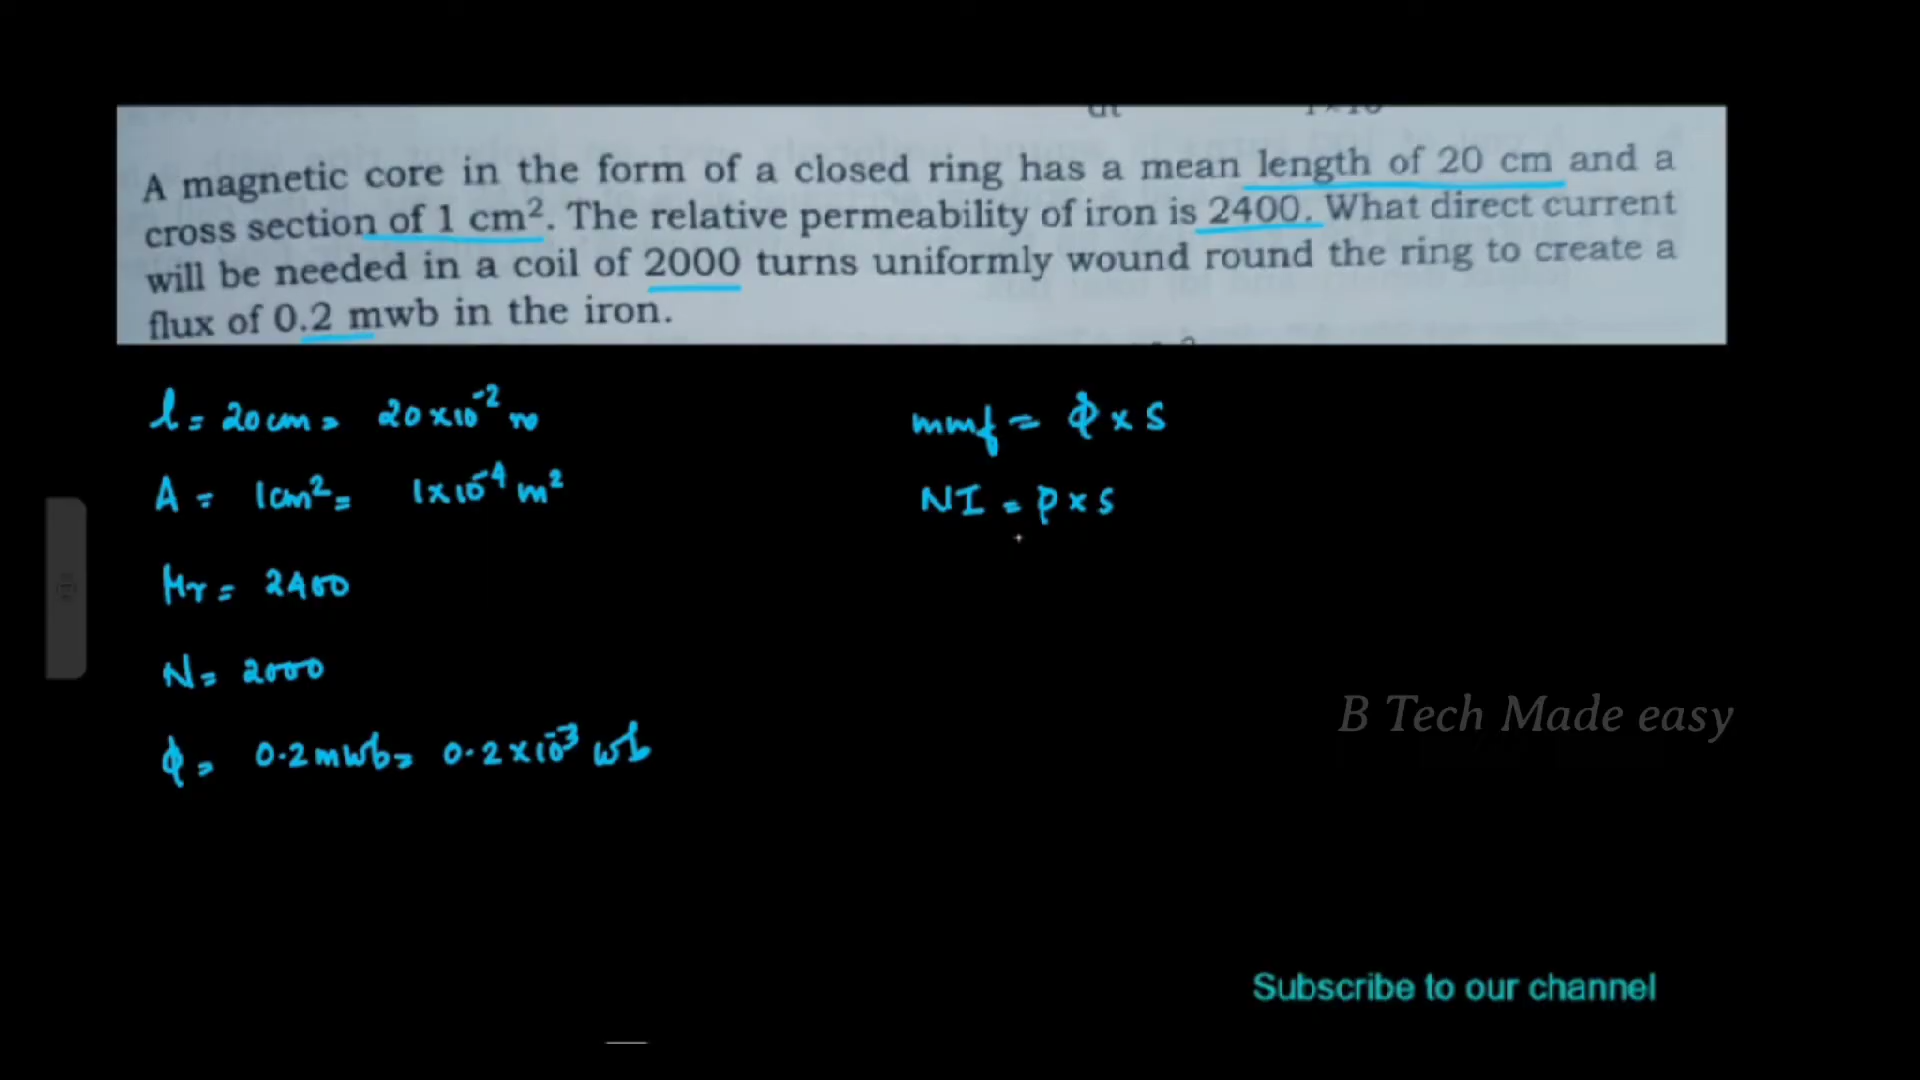 A magnetic core in the form of a closed ring has a mean length of 20 cm and a
cross section of 1 cm². The relative permeability of iron is 2400. What direct current
will be needed in a coil of 2000 turns uniformly wound round the ring to create a
flux of 0.2 mwb in the iron.
l = 20cm = 20×10⁻² m
mmf = Φ × S
A = 1cm² = 1×10⁻⁴ m²
NI = φ × S
μr = 2400
N = 2000
φ = 0.2mwb = 0.2×10⁻³ wb
B Tech Made easy
Subscribe to our channel